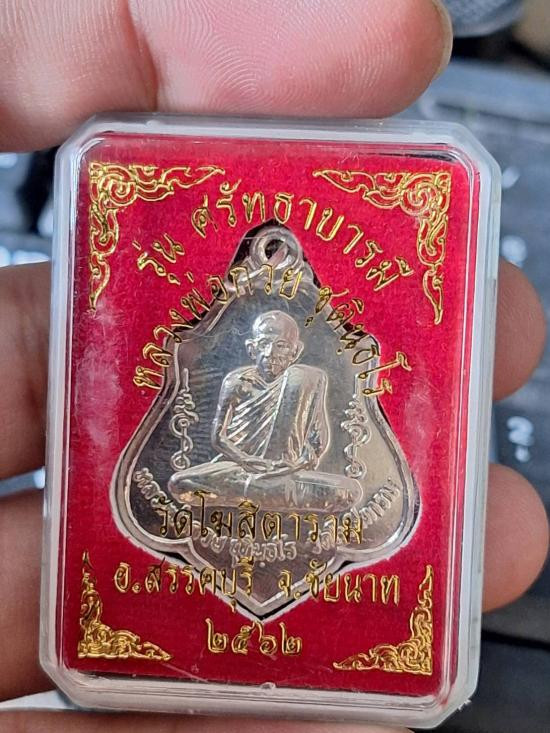 รุ่น ศรัทธาบารมี
หลวงพ่อกวย ชุตินฺธโร
วัดโฆสิตาราม
อ.สรรคบุรี จ.ชัยนาท
๒๕๖๒